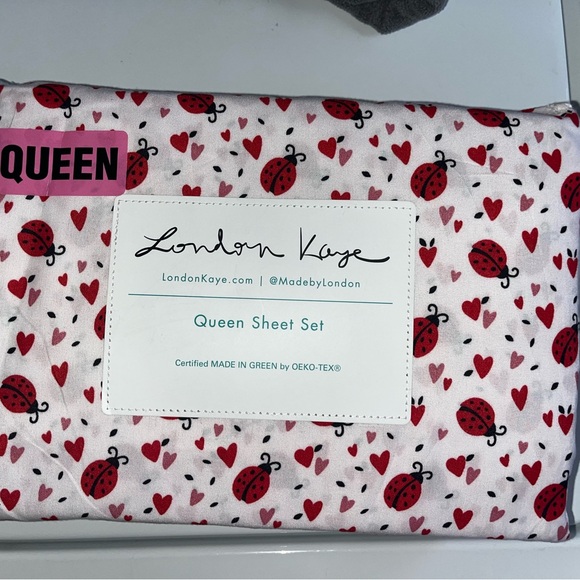 QUEEN
London Kaye
LondonKaye.com | @MadebyLondon
Queen Sheet Set
Certified MADE IN GREEN by OEKO-TEX®